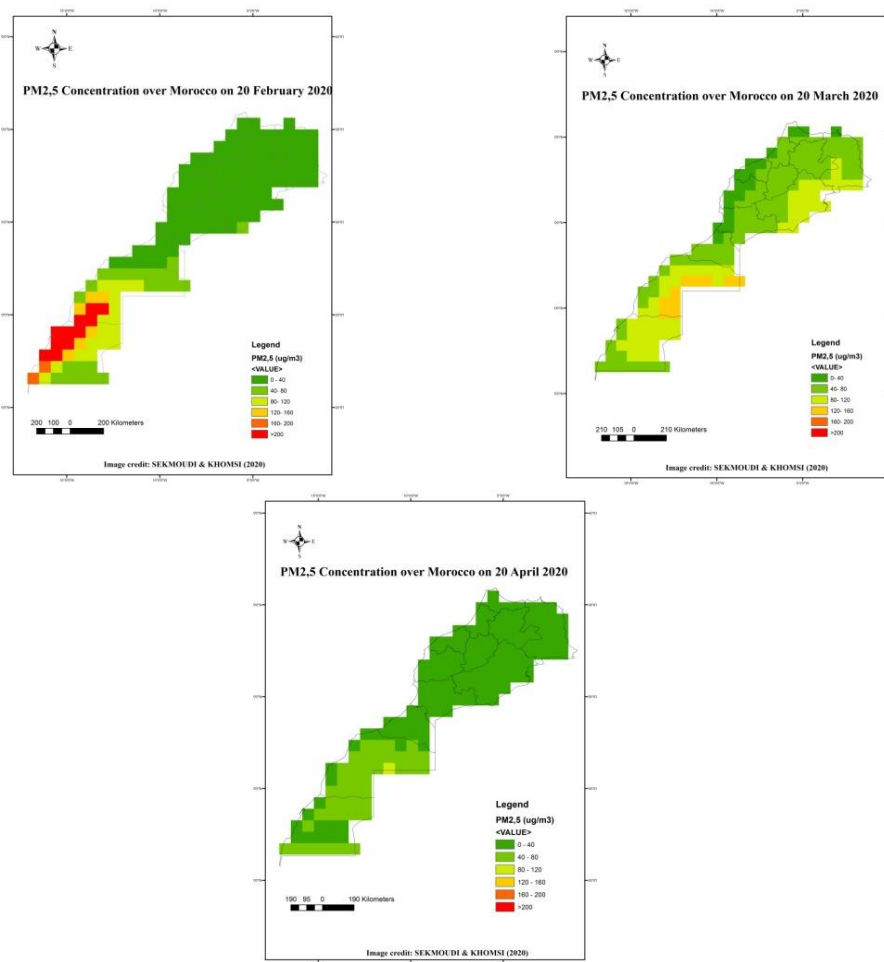 N
W E
S
PM2,5 Concentration over Morocco on 20 February 2020
Legend
PM2,5 (ug/m3)
<VALUE>
0 - 40
40- 80
80- 120
120- 160
160- 200
>200
200 100 0 200 Kilometers
Image credit: SEKMOUDI & KHOMSI (2020)
N
W E
S
PM2,5 Concentration over Morocco on 20 March 2020
Legend
PM2,5 (ug/m3)
<VALUE>
0- 40
40- 80
80- 120
120- 160
160- 200
>200
210 105 0 210 Kilometers
Image credit: SEKMOUDI & KHOMSI (2020)
N
W E
S
PM2,5 Concentration over Morocco on 20 April 2020
Legend
PM2,5 (ug/m3)
<VALUE>
0 - 40
40 - 80
80 - 120
120 - 160
160 - 200
>200
190 95 0 190 Kilometers
Image credit: SEKMOUDI & KHOMSI (2020)